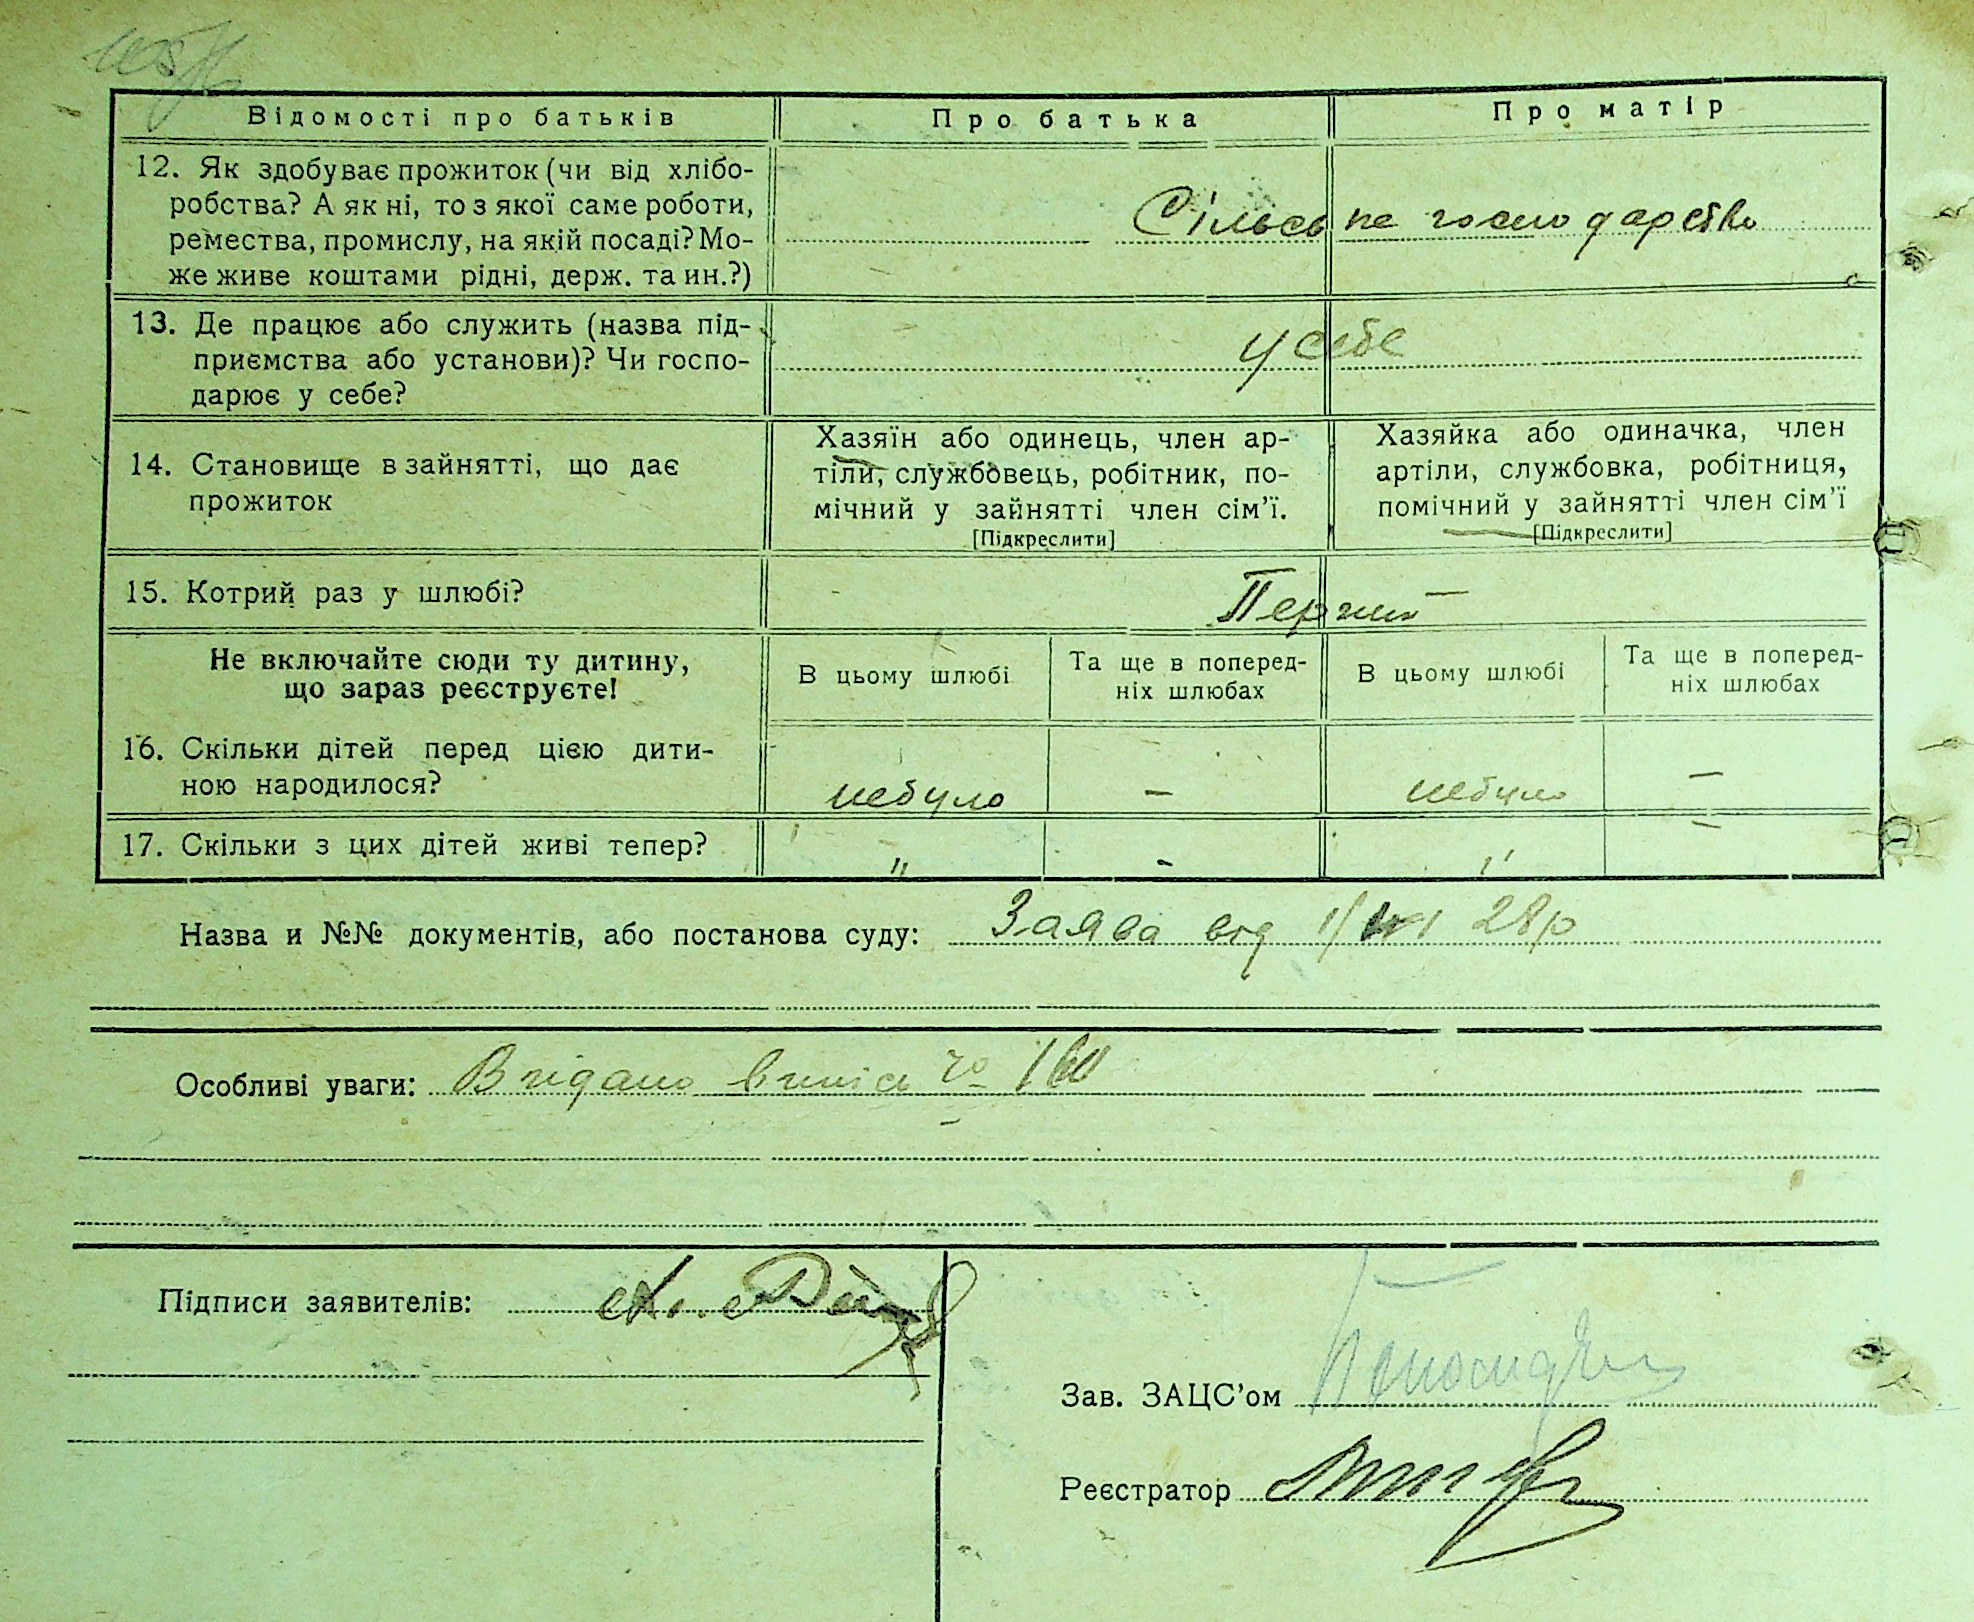 Відомості про батьків
Про батька
Про матір
12. Як здобуває прожиток (чи від хлібо-
робства? А як ні, то з якої саме роботи,
ремества, промислу, на якій посаді? Мо-
же живе коштами рідні, держ. та ин.?)
Сільське господарство
13. Де працює або служить (назва під-
приємства або установи)? Чи госпо-
дарює у себе?
у себе
14. Становище в зайнятті, що дає
прожиток
Хазяїн або одинець, член ар-
тіли, службовець, робітник, по-
мічний у зайнятті член сім’ї.
[Підкреслити]
Хазяйка або одиначка, член
артіли, службовка, робітниця,
помічний у зайнятті член сім’ї
[Підкреслити]
15. Котрий раз у шлюбі?
Перший
Не включайте сюди ту дитину,
що зараз реєструєте!
В цьому шлюбі
Та ще в поперед-
ніх шлюбах
В цьому шлюбі
Та ще в поперед-
ніх шлюбах
16. Скільки дітей перед цією дити-
ною народилося?
небуло
—
небуло
—
17. Скільки з цих дітей живі тепер?
"
-
"
—
Назва и №№ документів, або постанова суду: Заява від 28р
Особливі уваги: Видано
Підписи заявителів:
Зав. ЗАЦС’ом
Реєстратор